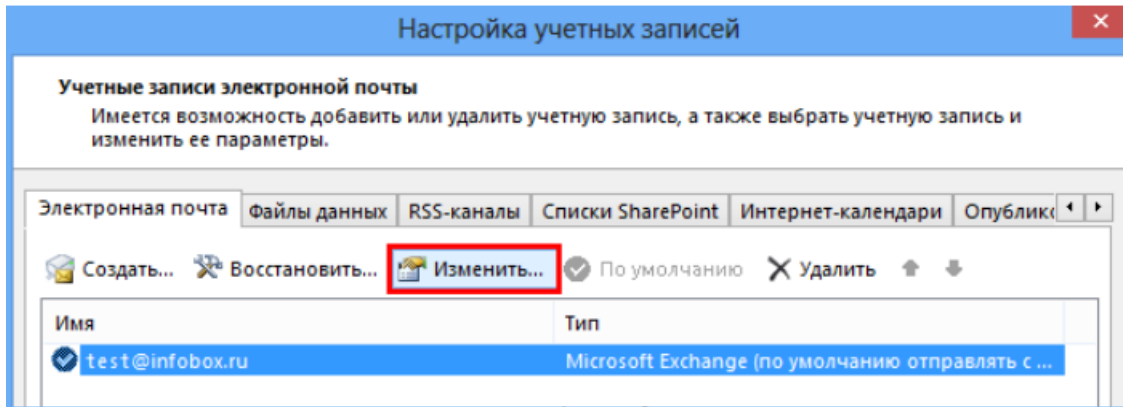 Настройка учетных записей
Учетные записи электронной почты
Имеется возможность добавить или удалить учетную запись, а также выбрать учетную запись и
изменить ее параметры.
Электронная почта Файлы данных RSS-каналы Списки SharePoint Интернет-календари
Создать... Восстановить... Изменить... По умолчанию Удалить
Имя Тип
test@infobox.ru Microsoft Exchange (по умолчанию отправлять с ...